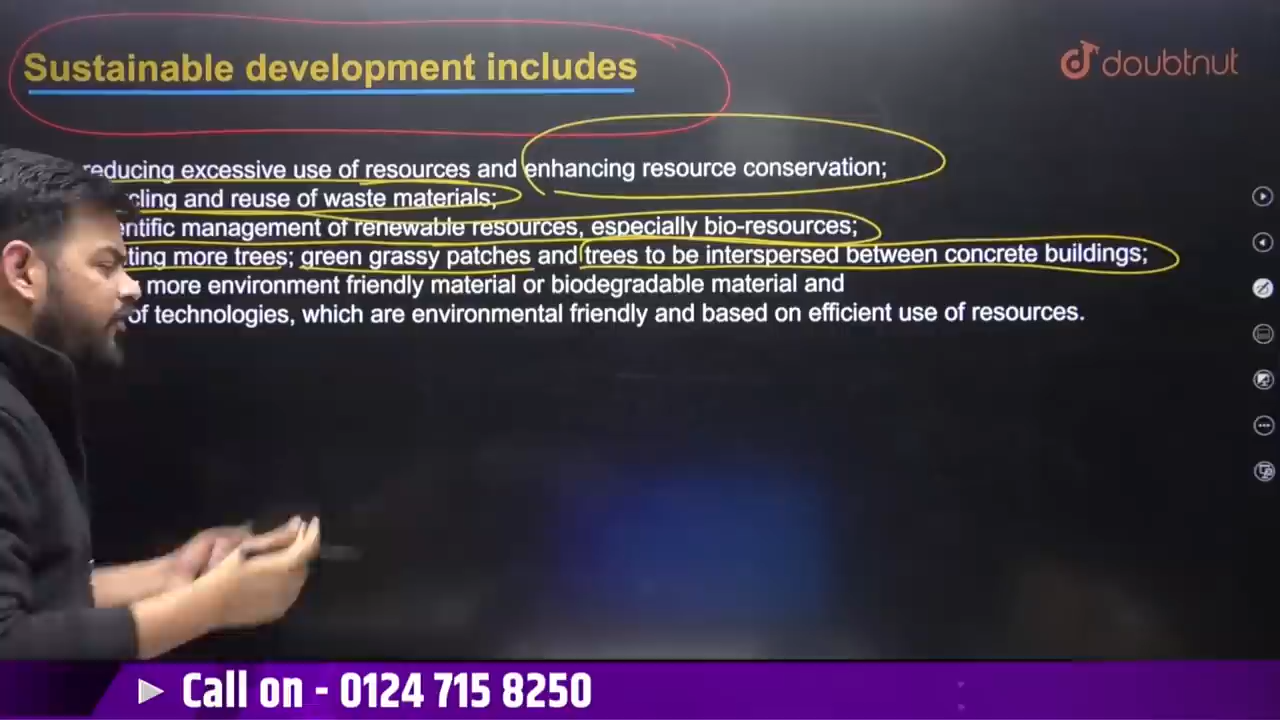 Sustainable development includes
doubtnut
reducing excessive use of resources and enhancing resource conservation;
cling and reuse of waste materials;
entific management of renewable resources, especially bio-resources;
ting more trees; green grassy patches and trees to be interspersed between concrete buildings;
more environment friendly material or biodegradable material and
of technologies, which are environmental friendly and based on efficient use of resources.
Call on - 0124 715 8250